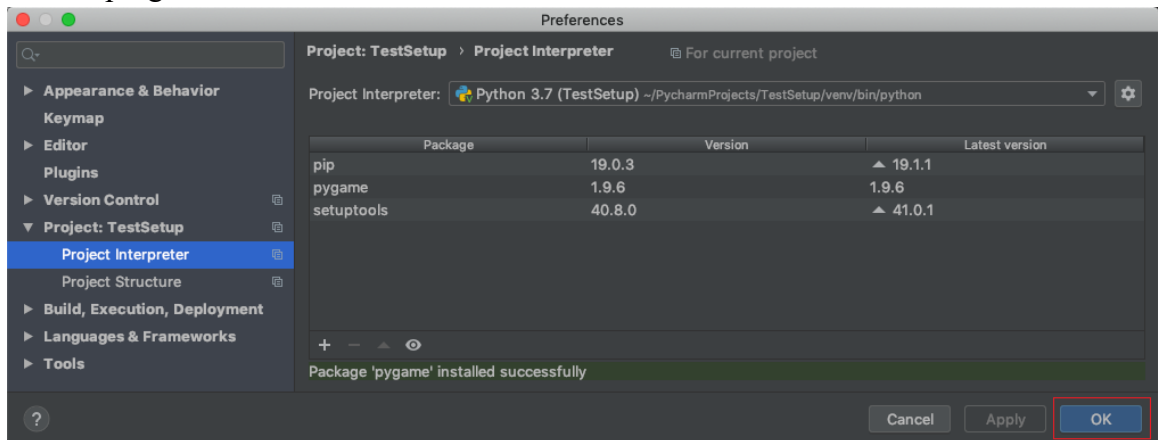 Preferences
Project: TestSetup › Project Interpreter For current project
Appearance & Behavior
Keymap
Editor
Plugins
Version Control
Project: TestSetup
Project Interpreter
Project Structure
Build, Execution, Deployment
Languages & Frameworks
Tools
Project Interpreter: Python 3.7 (TestSetup) ~/PycharmProjects/TestSetup/venv/bin/python
Package Version Latest version
pip 19.0.3 ▲ 19.1.1
pygame 1.9.6 1.9.6
setuptools 40.8.0 ▲ 41.0.1
Package 'pygame' installed successfully
? Cancel Apply OK